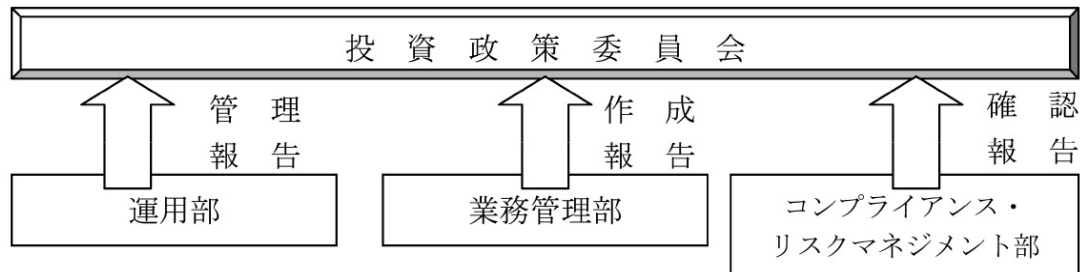 投資政策委員会
管理
報告
作成
報告
確認
報告
運用部
業務管理部
コンプライアンス・
リスクマネジメント部